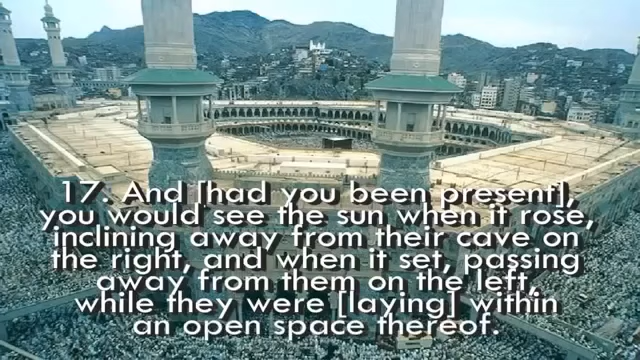 17. And [had you been present],
you would see the sun when it rose,
inclining away from their cave on
the right, and when it set, passing
away from them on the left,
while they were [laying] within
an open space thereof.